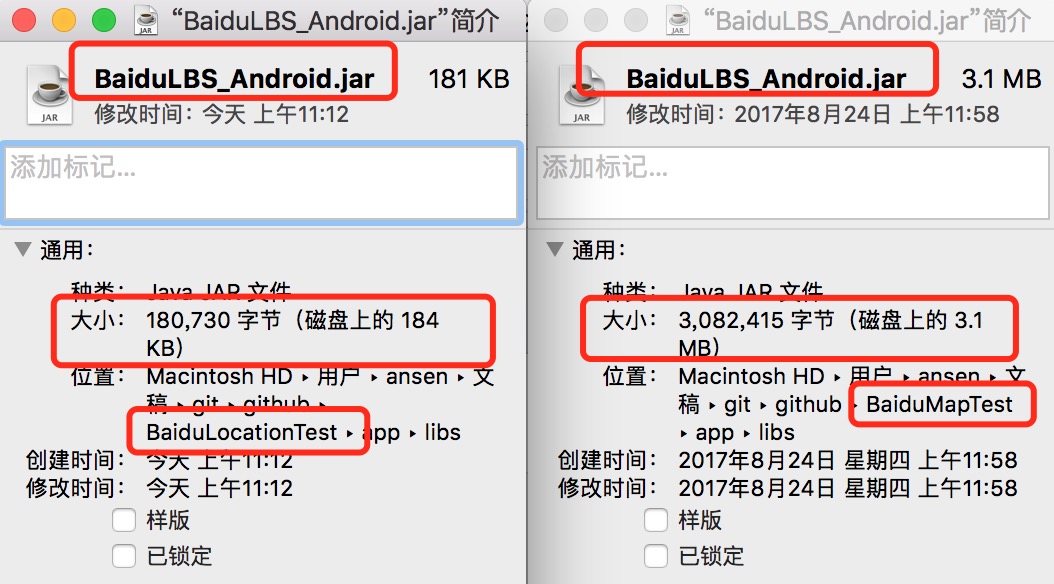 “BaiduLBS_Android.jar”简介
JAR
BaiduLBS_Android.jar 181 KB
修改时间：今天 上午11:12
JAR
添加标记...
通用：
种类： Java JAR 文件
大小： 180,730 字节（磁盘上的 184
KB）
位置： Macintosh HD ‣ 用户 ‣ ansen ‣ 文
稿 ‣ git ‣ github ‣
BaiduLocationTest ‣ app ‣ libs
创建时间： 今天 上午11:12
修改时间： 今天 上午11:12
样版
已锁定
“BaiduLBS_Android.jar”简介
JAR
BaiduLBS_Android.jar 3.1 MB
修改时间：2017年8月24日 上午11:58
JAR
添加标记...
通用：
种类： Java JAR 文件
大小： 3,082,415 字节（磁盘上的 3.1
MB）
位置： Macintosh HD ‣ 用户 ‣ ansen ‣ 文
稿 ‣ git ‣ github ‣ BaiduMapTest
‣ app ‣ libs
创建时间： 2017年8月24日 星期四 上午11:58
修改时间： 2017年8月24日 星期四 上午11:58
样版
已锁定